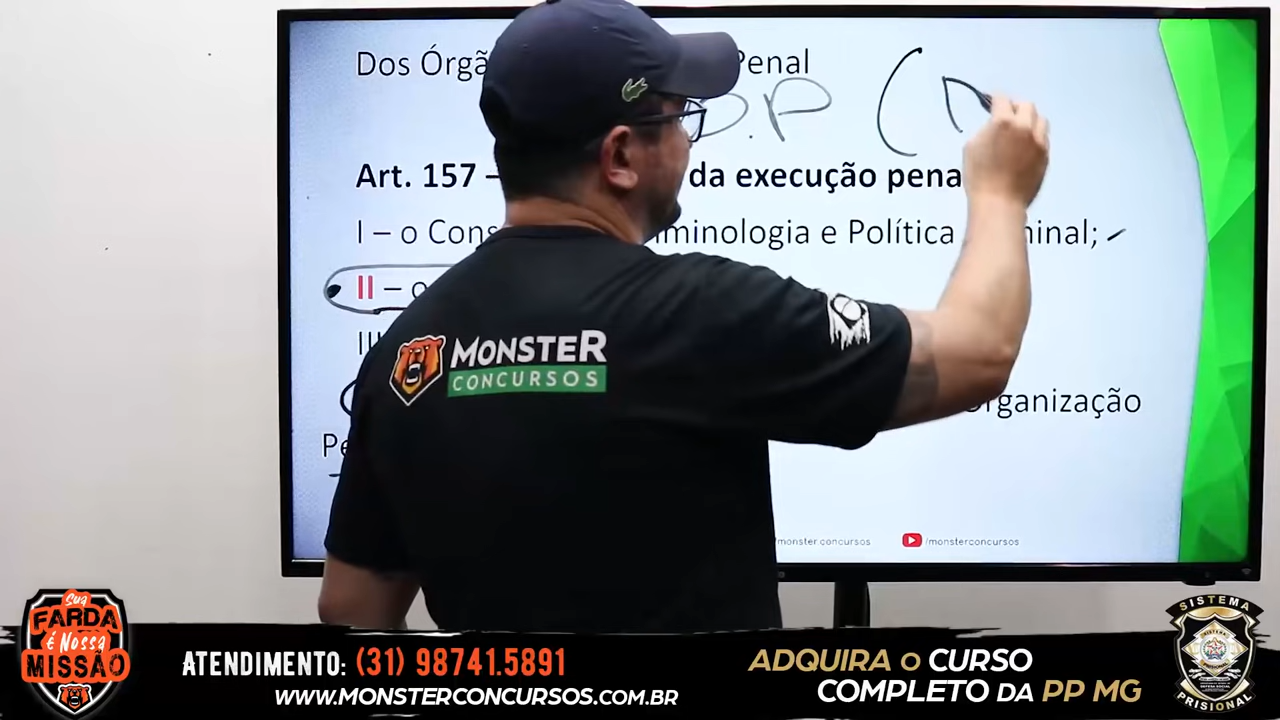 Dos Órgã Penal
D.P (
Art. 157 – da execução pena
I – o Cons iminologia e Política inal;
II – o
III
Organização
Pe
MONSTER
CONCURSOS
/monster.concursos /monsterconcursos
Sua
FARDA
é Nossa
MISSÃO
ATENDIMENTO: (31) 98741.5891
WWW.MONSTERCONCURSOS.COM.BR
ADQUIRA O CURSO
COMPLETO DA PP MG
SISTEMA
PRISIONAL